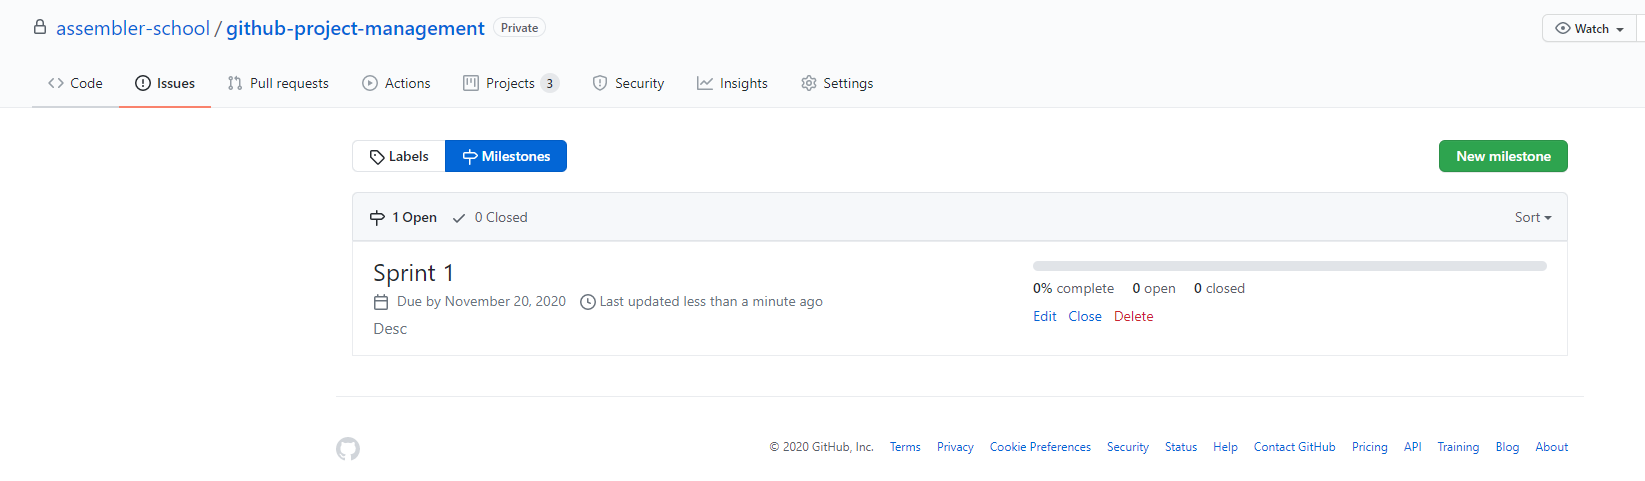 assembler-school / github-project-management Private Watch
Code Issues Pull requests Actions Projects 3 Security Insights Settings
Labels Milestones New milestone
1 Open 0 Closed Sort
Sprint 1
Due by November 20, 2020 Last updated less than a minute ago
Desc
0% complete 0 open 0 closed
Edit Close Delete
© 2020 GitHub, Inc. Terms Privacy Cookie Preferences Security Status Help Contact GitHub Pricing API Training Blog About